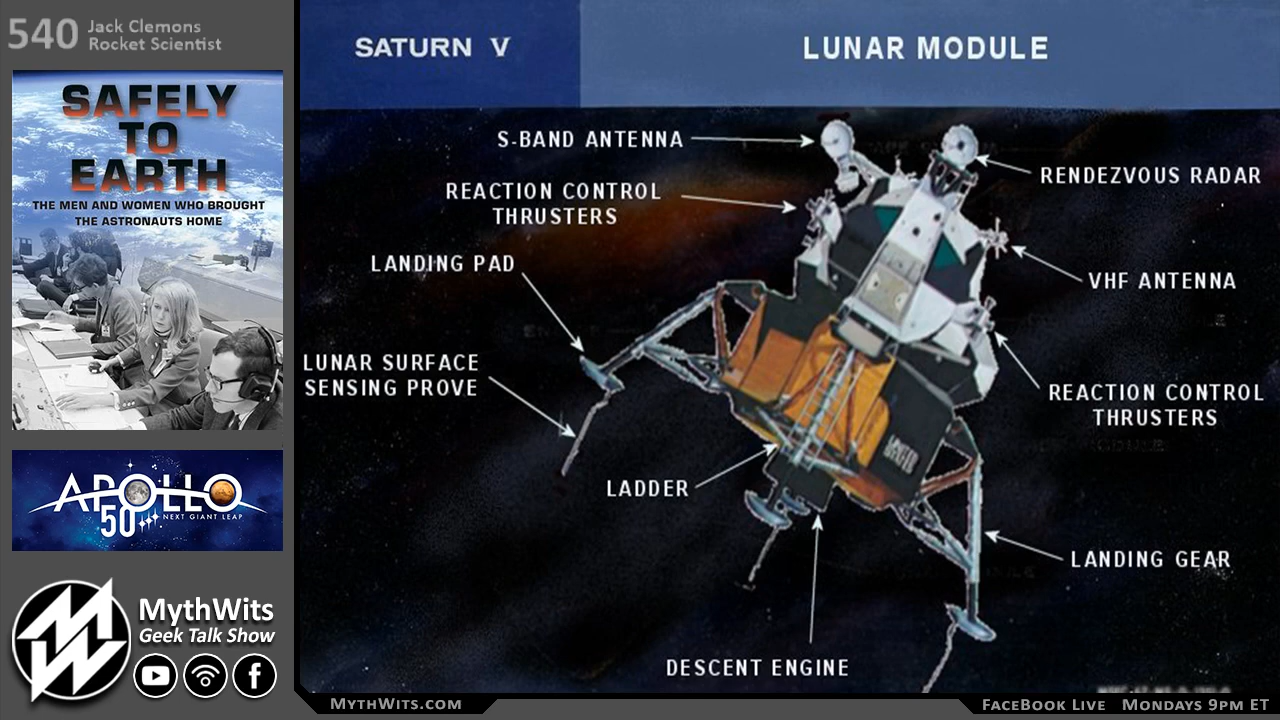 540 Jack Clemons
Rocket Scientist
SAFELY
TO
EARTH
THE MEN AND WOMEN WHO BROUGHT
THE ASTRONAUTS HOME
APOLLO
50
NEXT GIANT LEAP
MythWits
Geek Talk Show
SATURN V
LUNAR MODULE
S-BAND ANTENNA
RENDEZVOUS RADAR
REACTION CONTROL
THRUSTERS
LANDING PAD
VHF ANTENNA
LUNAR SURFACE
SENSING PROVE
REACTION CONTROL
THRUSTERS
LADDER
LANDING GEAR
DESCENT ENGINE
MYTHWITS.COM
FACEBOOK LIVE MONDAYS 9PM ET